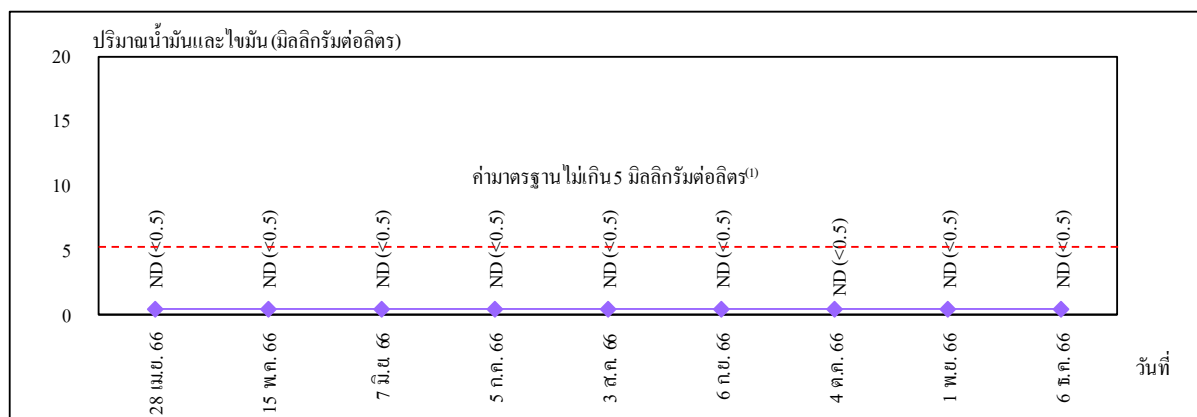 ปริมาณน้ำมันและไขมัน (มิลลิกรัมต่อลิตร)
20
15
10
5
0
ค่ามาตรฐานไม่เกิน 5 มิลลิกรัมต่อลิตร⁽¹⁾
ND (<0.5)
ND (<0.5)
ND (<0.5)
ND (<0.5)
ND (<0.5)
ND (<0.5)
ND (<0.5)
ND (<0.5)
ND (<0.5)
28 เม.ย. 66
15 พ.ค. 66
7 มิ.ย. 66
5 ก.ค. 66
3 ส.ค. 66
6 ก.ย. 66
4 ต.ค. 66
1 พ.ย. 66
6 ธ.ค. 66
วันที่